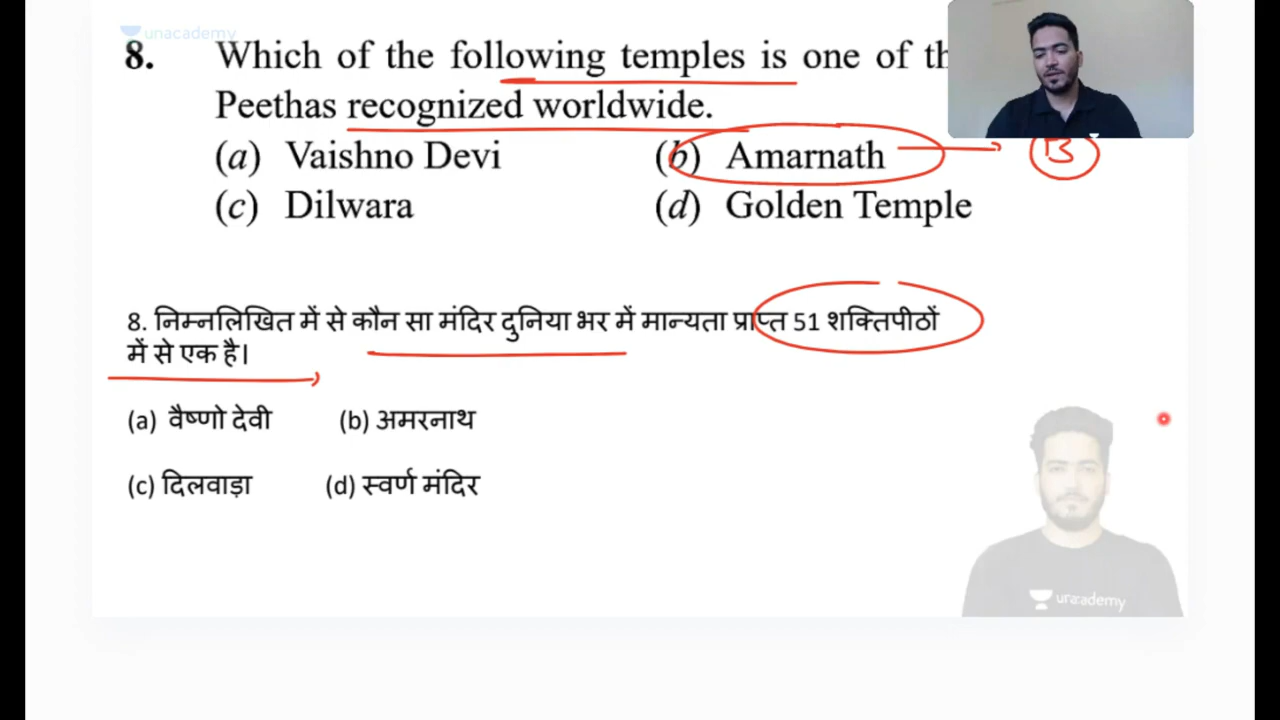 unacademy
8. Which of the following temples is one of th
Peethas recognized worldwide.
(a) Vaishno Devi (b) Amarnath B
(c) Dilwara (d) Golden Temple
8. निम्नलिखित में से कौन सा मंदिर दुनिया भर में मान्यता प्राप्त 51 शक्तिपीठों
में से एक है।
(a) वैष्णो देवी (b) अमरनाथ
(c) दिलवाड़ा (d) स्वर्ण मंदिर
unacademy